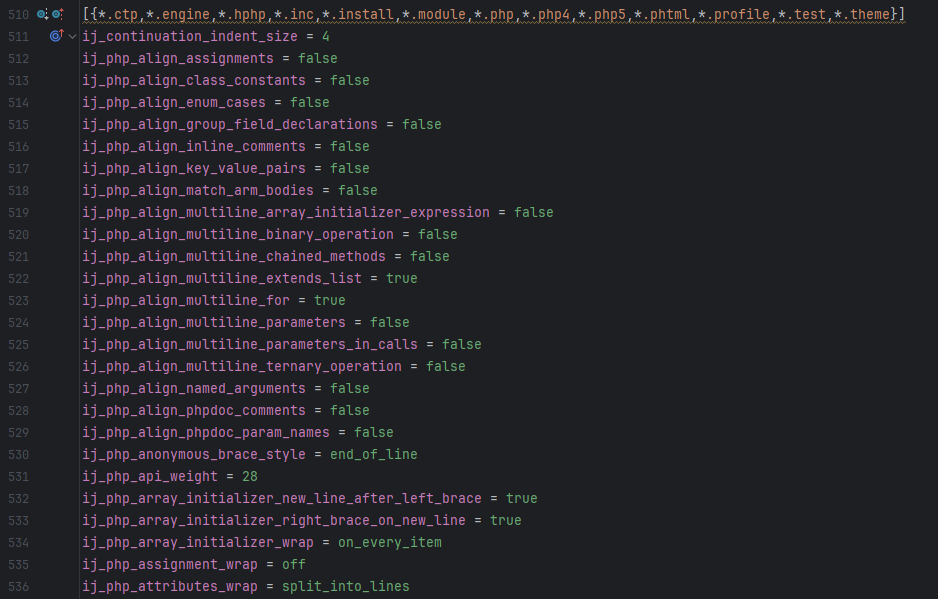 510 [{*.ctp,*.engine,*.hphp,*.inc,*.install,*.module,*.php,*.php4,*.php5,*.phtml,*.profile,*.test,*.theme}]
511 ij_continuation_indent_size = 4
512 ij_php_align_assignments = false
513 ij_php_align_class_constants = false
514 ij_php_align_enum_cases = false
515 ij_php_align_group_field_declarations = false
516 ij_php_align_inline_comments = false
517 ij_php_align_key_value_pairs = false
518 ij_php_align_match_arm_bodies = false
519 ij_php_align_multiline_array_initializer_expression = false
520 ij_php_align_multiline_binary_operation = false
521 ij_php_align_multiline_chained_methods = false
522 ij_php_align_multiline_extends_list = true
523 ij_php_align_multiline_for = true
524 ij_php_align_multiline_parameters = false
525 ij_php_align_multiline_parameters_in_calls = false
526 ij_php_align_multiline_ternary_operation = false
527 ij_php_align_named_arguments = false
528 ij_php_align_phpdoc_comments = false
529 ij_php_align_phpdoc_param_names = false
530 ij_php_anonymous_brace_style = end_of_line
531 ij_php_api_weight = 28
532 ij_php_array_initializer_new_line_after_left_brace = true
533 ij_php_array_initializer_right_brace_on_new_line = true
534 ij_php_array_initializer_wrap = on_every_item
535 ij_php_assignment_wrap = off
536 ij_php_attributes_wrap = split_into_lines